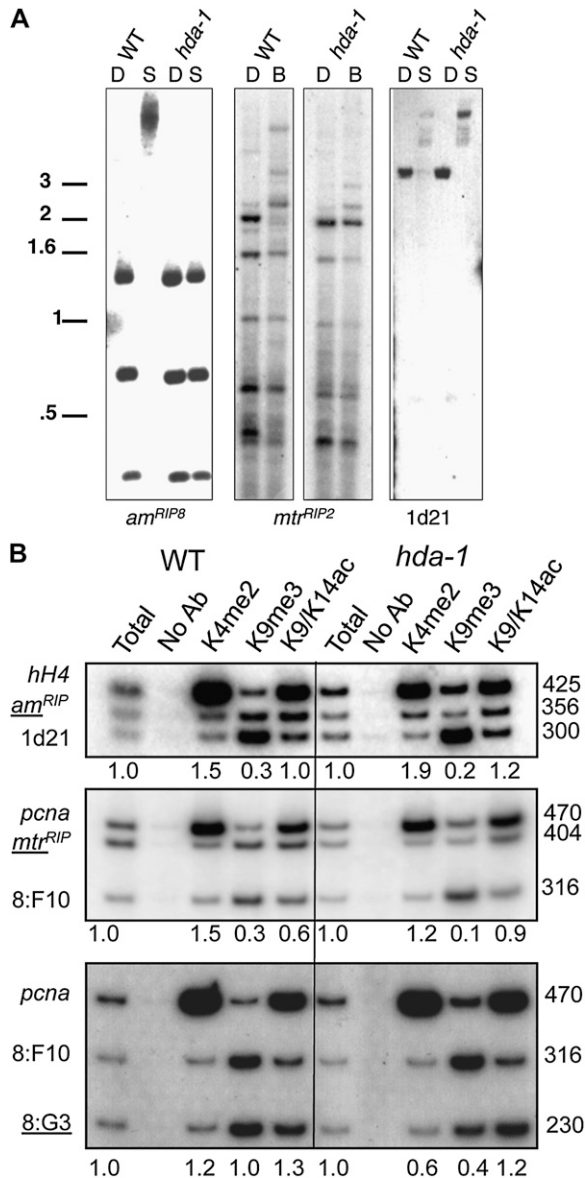 A
WT hda-1 WT hda-1 WT hda-1
D S D S D B D B D S D S
3
2
1.6
1
.5
am^RIP8 mtr^RIP2 1d21
B
WT hda-1
Total No Ab K4me2 K9me3 K9/K14ac Total No Ab K4me2 K9me3 K9/K14ac
hH4 425
am^RIP 356
1d21 300
1.0 1.5 0.3 1.0 1.0 1.9 0.2 1.2
pcna 470
mtr^RIP 404
8:F10 316
1.0 1.5 0.3 0.6 1.0 1.2 0.1 0.9
pcna 470
8:F10 316
8:G3 230
1.0 1.2 1.0 1.3 1.0 0.6 0.4 1.2